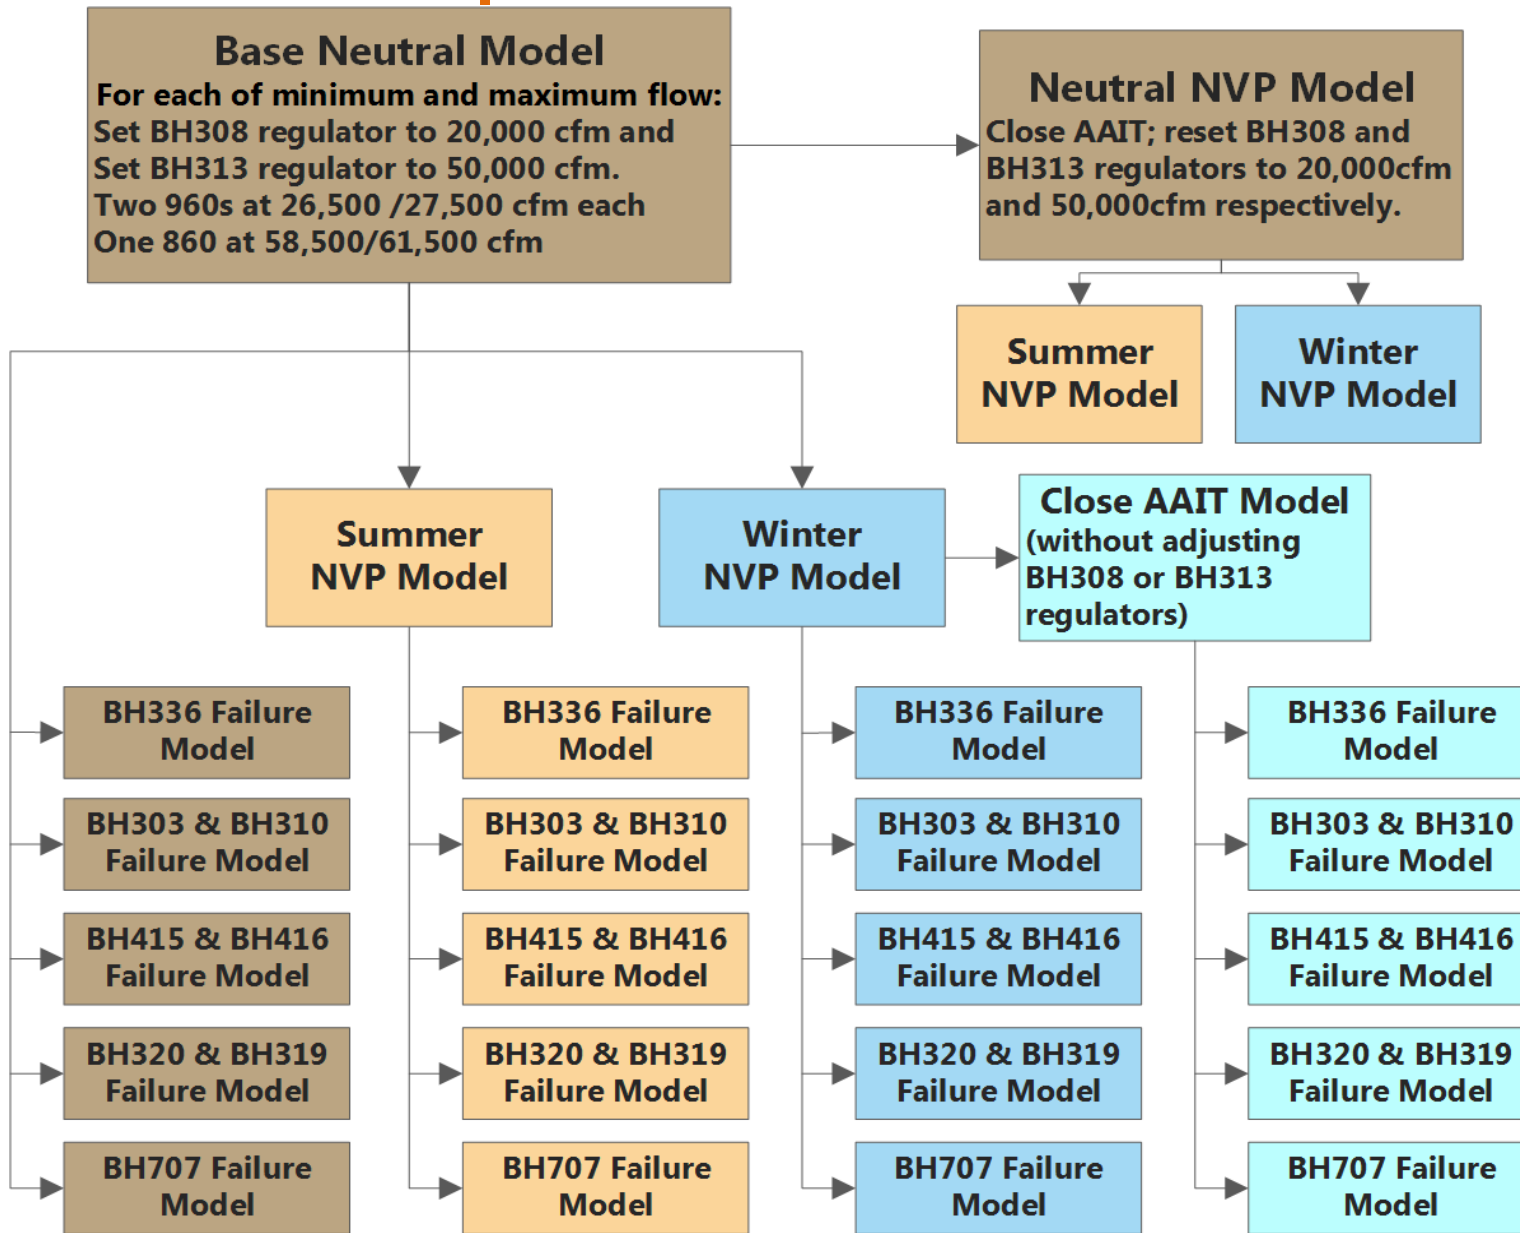 Base Neutral Model
For each of minimum and maximum flow:
Set BH308 regulator to 20,000 cfm and
Set BH313 regulator to 50,000 cfm.
Two 960s at 26,500 /27,500 cfm each
One 860 at 58,500/61,500 cfm
Neutral NVP Model
Close AAIT; reset BH308 and
BH313 regulators to 20,000cfm
and 50,000cfm respectively.
Summer
NVP Model
Winter
NVP Model
Summer
NVP Model
Winter
NVP Model
Close AAIT Model
(without adjusting
BH308 or BH313
regulators)
BH336 Failure
Model
BH303 & BH310
Failure Model
BH415 & BH416
Failure Model
BH320 & BH319
Failure Model
BH707 Failure
Model
BH336 Failure
Model
BH303 & BH310
Failure Model
BH415 & BH416
Failure Model
BH320 & BH319
Failure Model
BH707 Failure
Model
BH336 Failure
Model
BH303 & BH310
Failure Model
BH415 & BH416
Failure Model
BH320 & BH319
Failure Model
BH707 Failure
Model
BH336 Failure
Model
BH303 & BH310
Failure Model
BH415 & BH416
Failure Model
BH320 & BH319
Failure Model
BH707 Failure
Model